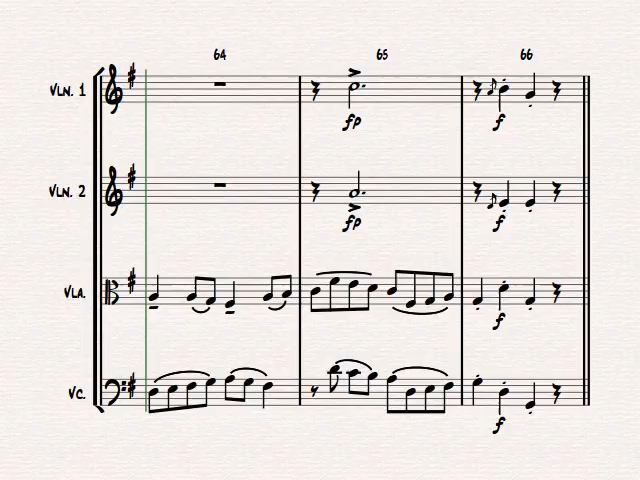 64 65 66
VLN. 1
fp f
VLN. 2
fp f
VLA.
f
VC.
f